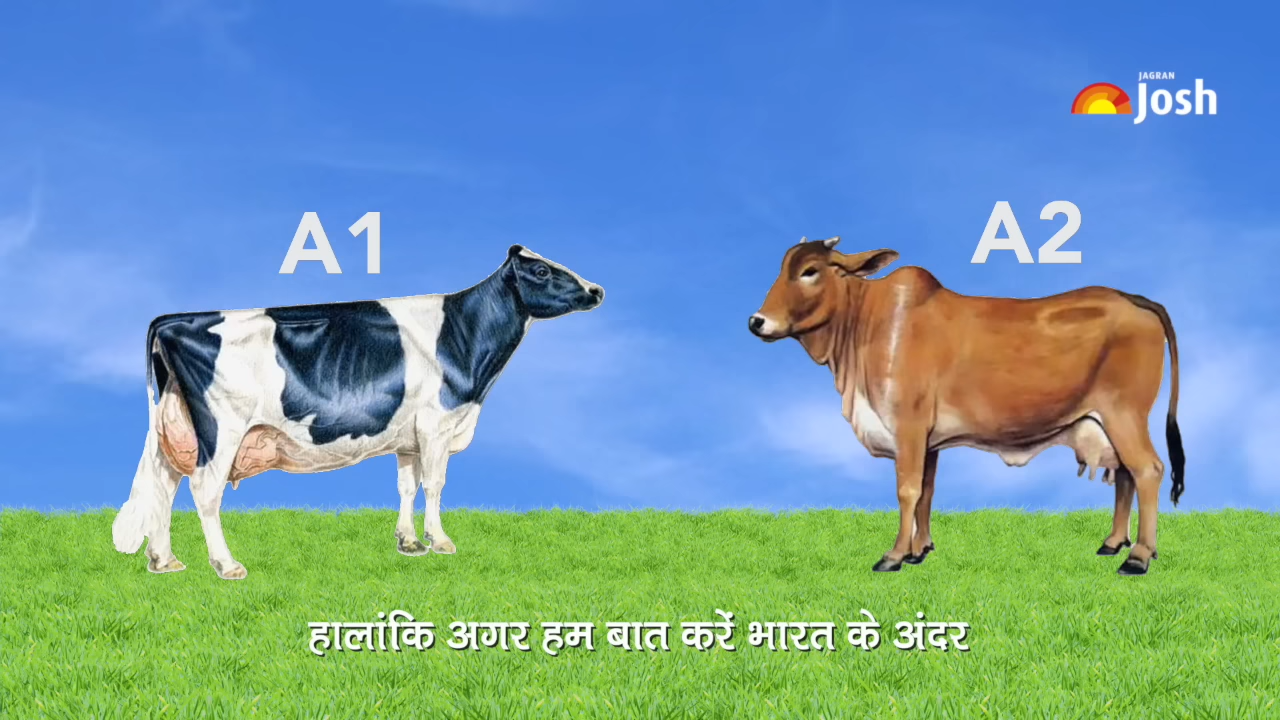 JAGRAN
Josh
A1
A2
हालांकि अगर हम बात करें भारत के अंदर